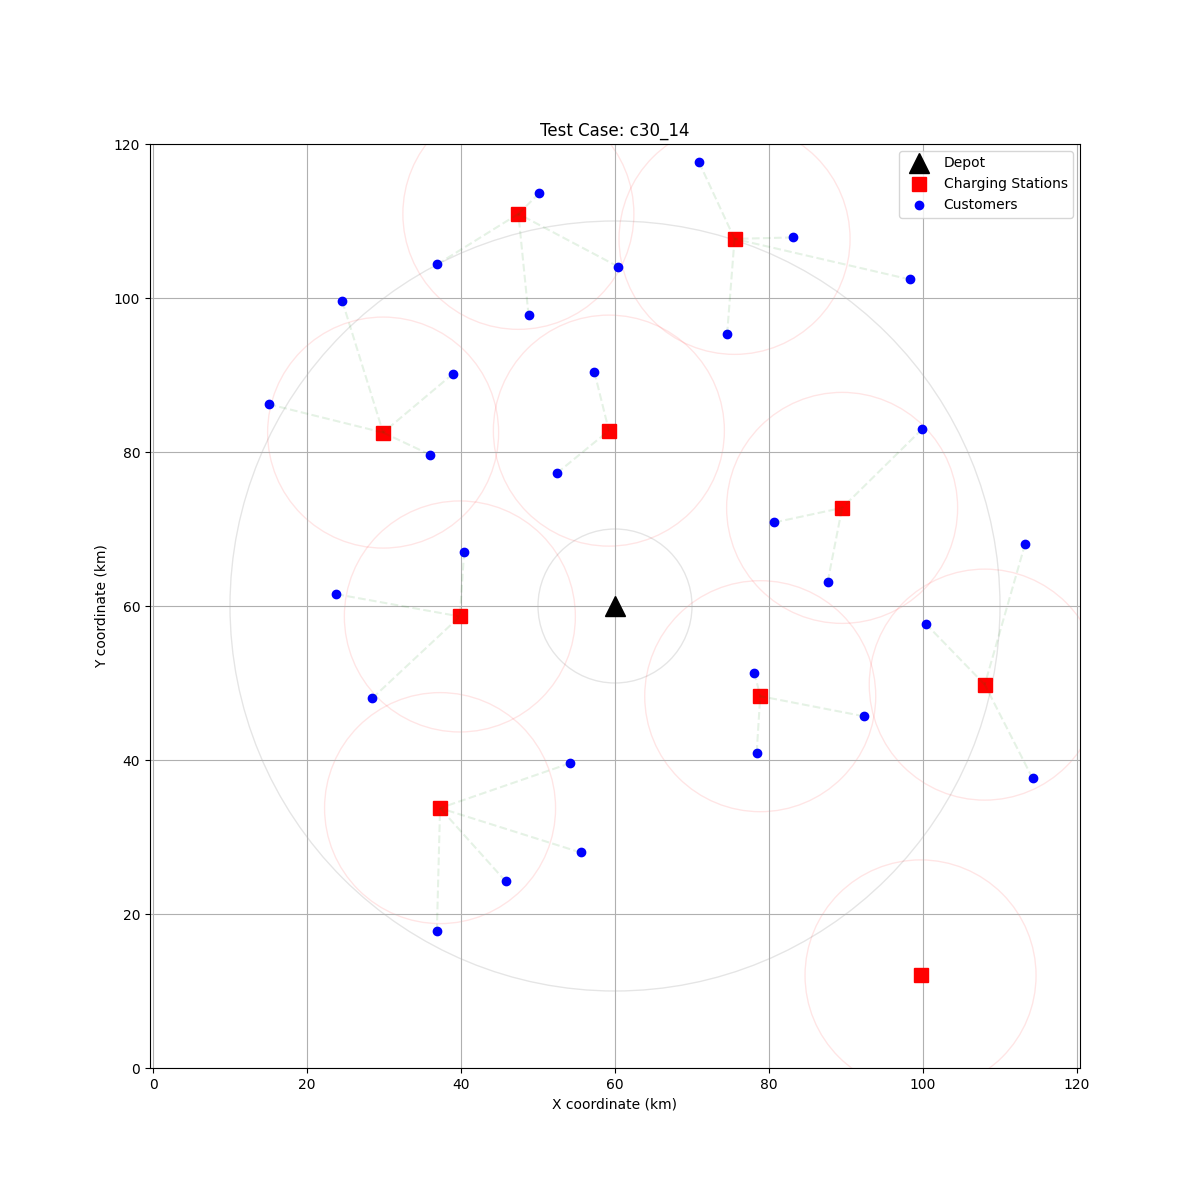 Test Case: c30_14
Depot
Charging Stations
Customers
120
100
80
60
40
20
0
Y coordinate (km)
0 20 40 60 80 100 120
X coordinate (km)